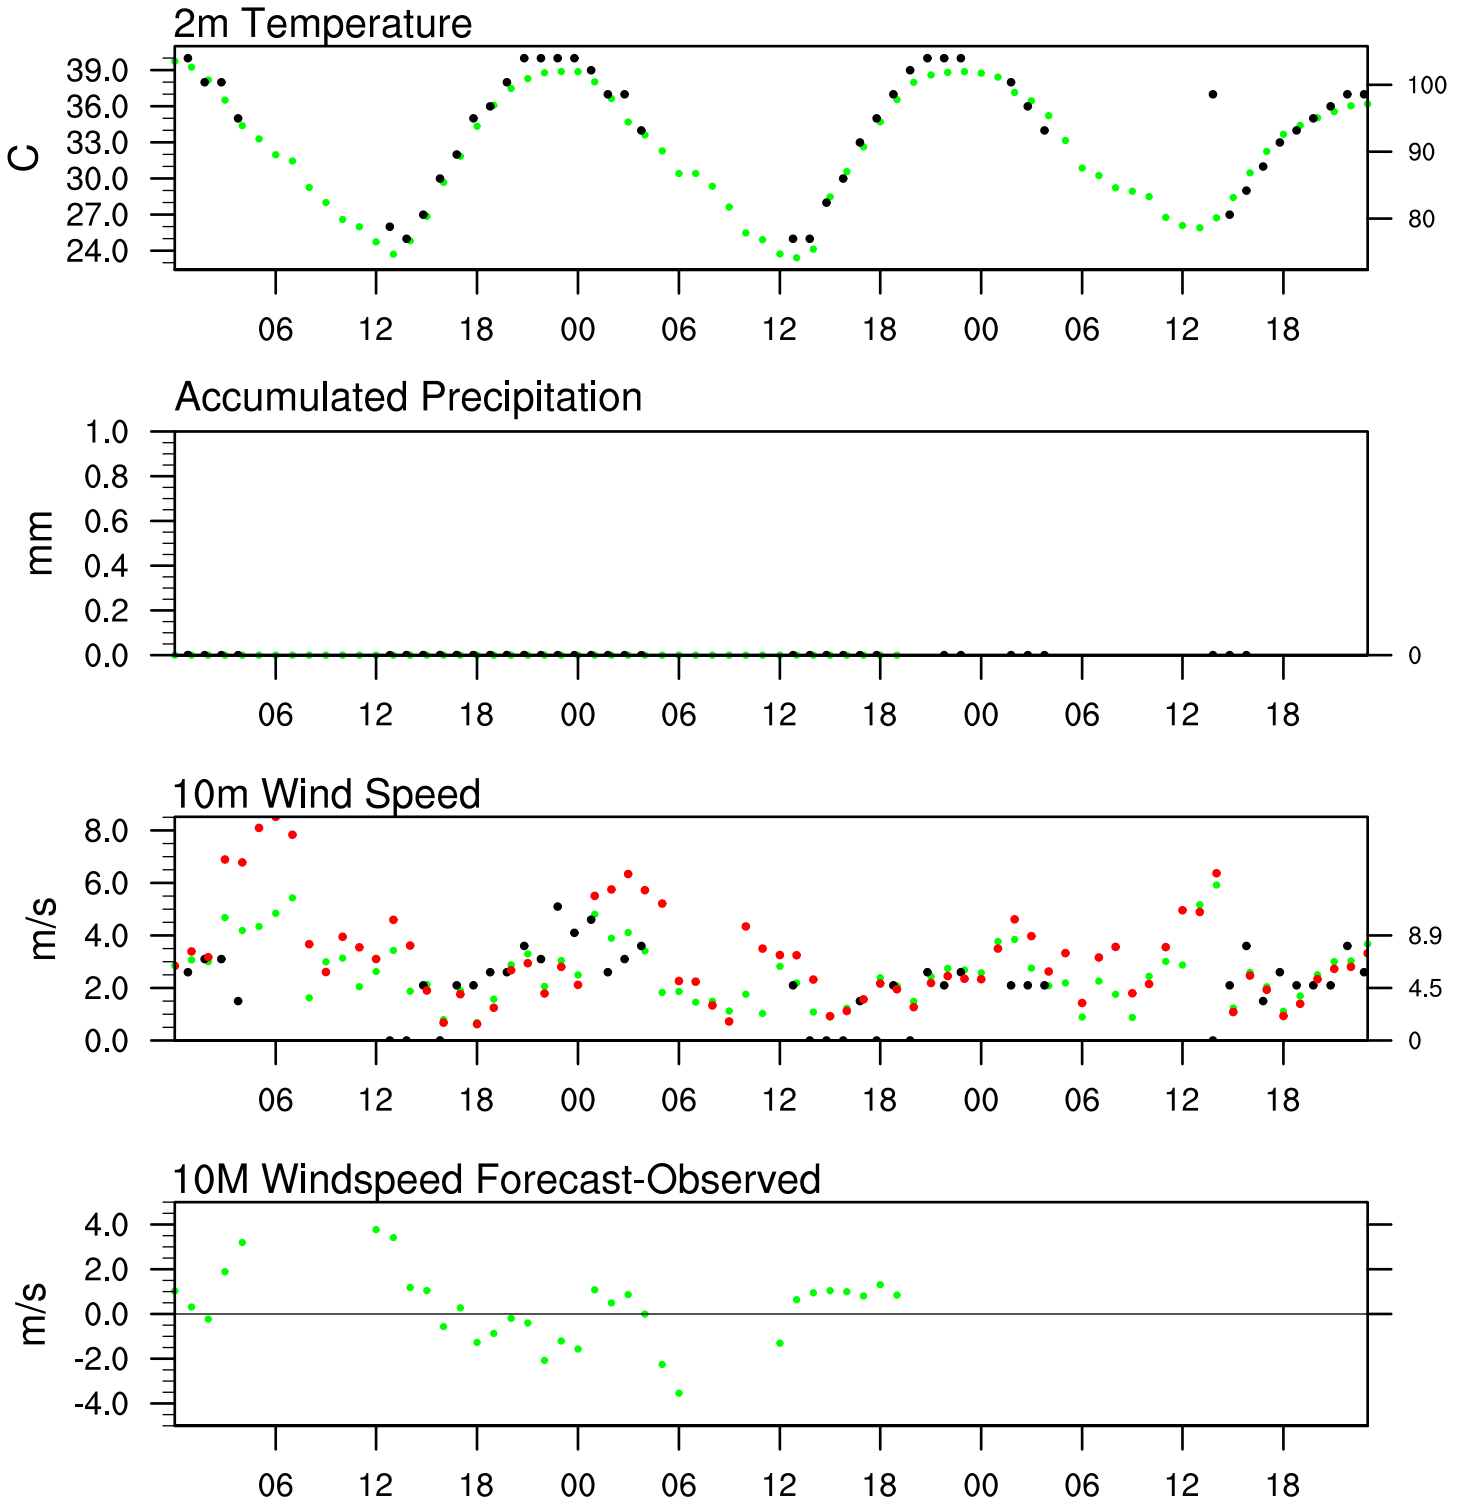 2m Temperature
39.0
36.0
33.0
30.0
27.0
24.0
C
100
90
80
06 12 18 00 06 12 18 00 06 12 18
Accumulated Precipitation
1.0
0.8
0.6
0.4
0.2
0.0
mm
0
06 12 18 00 06 12 18 00 06 12 18
10m Wind Speed
8.0
6.0
4.0
2.0
0.0
m/s
8.9
4.5
0
06 12 18 00 06 12 18 00 06 12 18
10M Windspeed Forecast-Observed
4.0
2.0
0.0
-2.0
-4.0
m/s
06 12 18 00 06 12 18 00 06 12 18